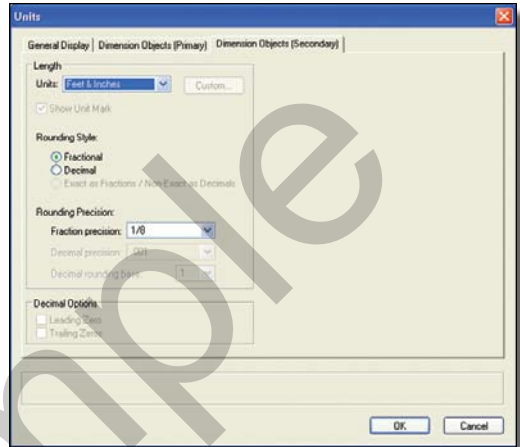 Units
General Display | Dimension Objects (Primary) | Dimension Objects (Secondary)
Length
Units: Feet & Inches Custom...
Show Unit Mark
Rounding Style:
Fractional
Decimal
Exact as Fractions / Non-Exact as Decimals
Rounding Precision:
Fraction precision: 1/8
Decimal precision: .001
Decimal rounding base: 1
Decimal Options
Leading Zero
Trailing Zeros
OK Cancel
mple